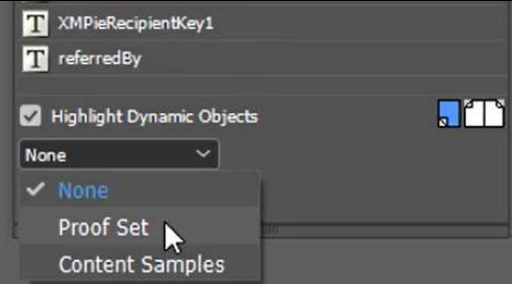 T XMPieRecipientKey1
T referredBy
Highlight Dynamic Objects
None
None
Proof Set
Content Samples